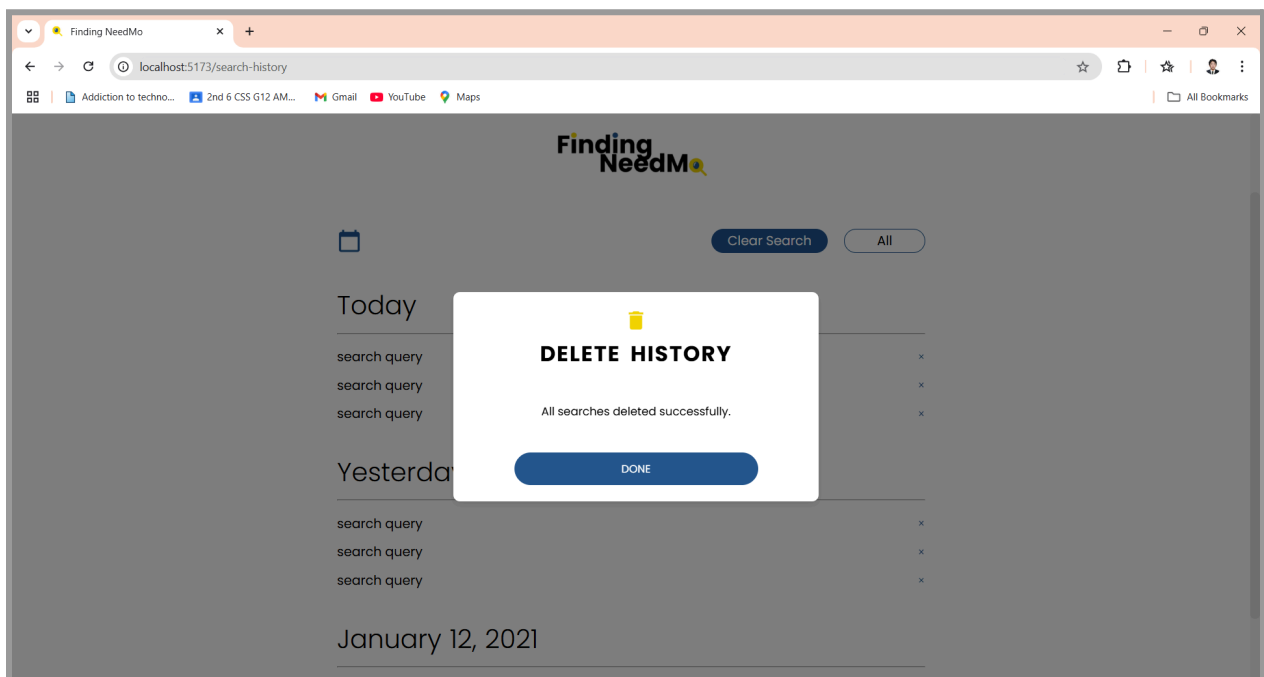 Finding NeedMo
localhost:5173/search-history
Addiction to techno...
2nd 6 CSS G12 AM...
Gmail
YouTube
Maps
All Bookmarks
Finding
NeedMo
Clear Search
All
Today
search query
search query
search query
DELETE HISTORY
All searches deleted successfully.
DONE
Yesterda
search query
search query
search query
January 12, 2021